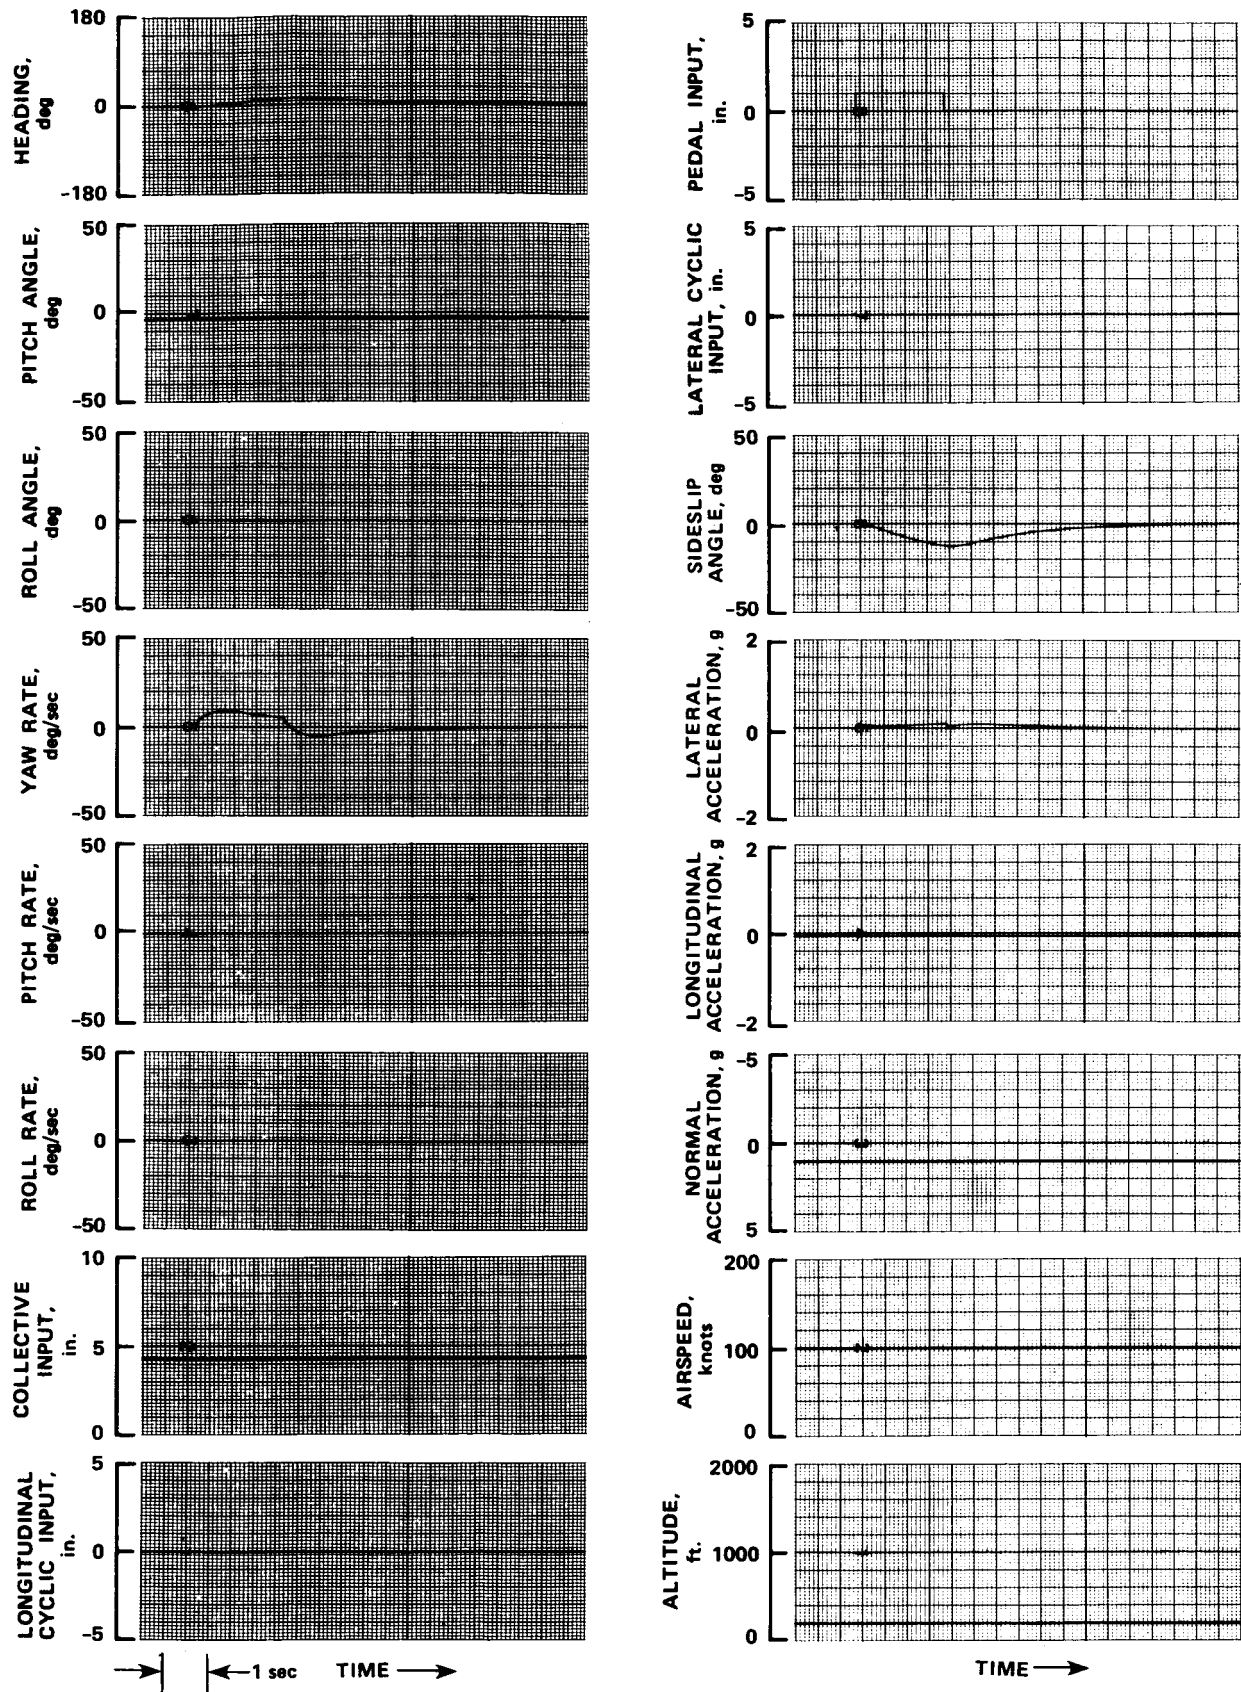 180
0
-180
HEADING,
deg
50
0
-50
PITCH ANGLE,
deg
50
0
-50
ROLL ANGLE,
deg
50
0
-50
YAW RATE,
deg/sec
50
0
-50
PITCH RATE,
deg/sec
50
0
-50
ROLL RATE,
deg/sec
10
5
0
COLLECTIVE
INPUT,
in.
5
0
-5
LONGITUDINAL
CYCLIC INPUT,
in.
1 sec
TIME
5
0
-5
PEDAL INPUT,
in.
5
0
-5
LATERAL CYCLIC
INPUT, in.
50
0
-50
SIDESLIP
ANGLE, deg
2
0
-2
LATERAL
ACCELERATION, g
2
0
-2
LONGITUDINAL
ACCELERATION, g
-5
0
5
NORMAL
ACCELERATION, g
200
100
0
AIRSPEED,
knots
2000
1000
0
ALTITUDE,
ft.
TIME